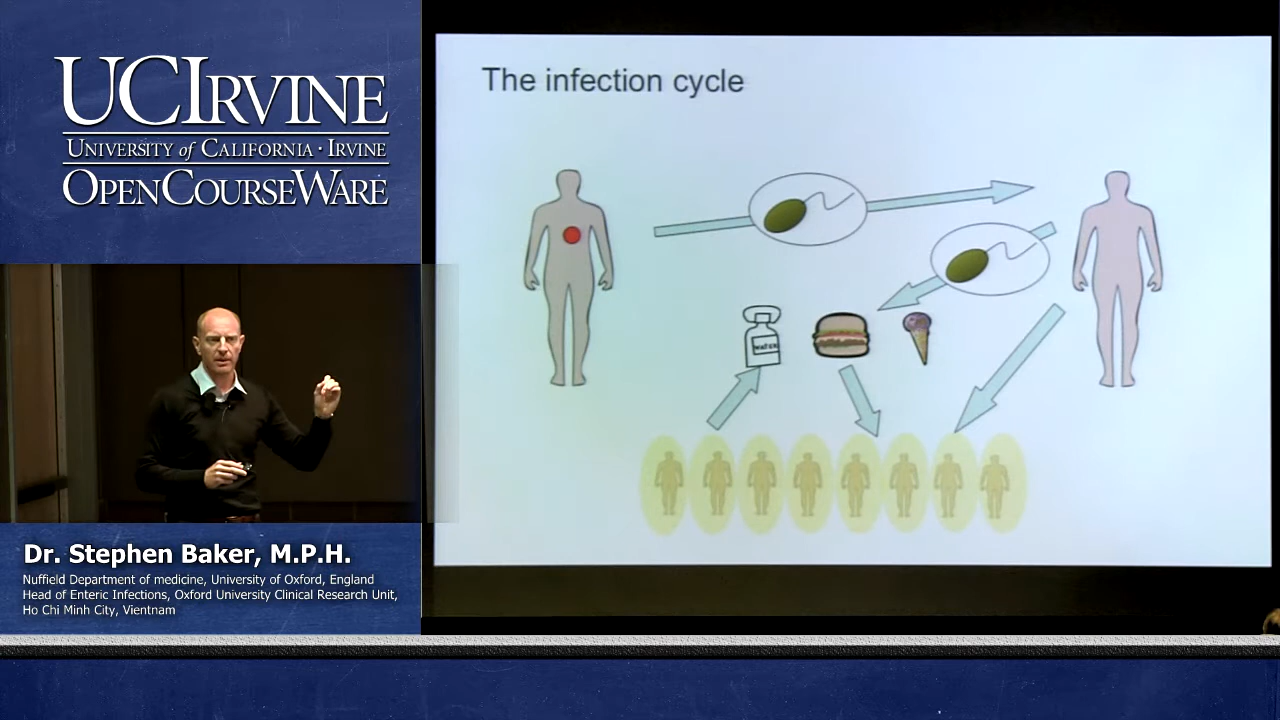 UCIRVINE
UNIVERSITY of CALIFORNIA · IRVINE
OPENCOURSEWARE
Dr. Stephen Baker, M.P.H.
Nuffield Department of medicine, University of Oxford, England
Head of Enteric Infections, Oxford University Clinical Research Unit,
Ho Chi Minh City, Vientnam
The infection cycle
WATER